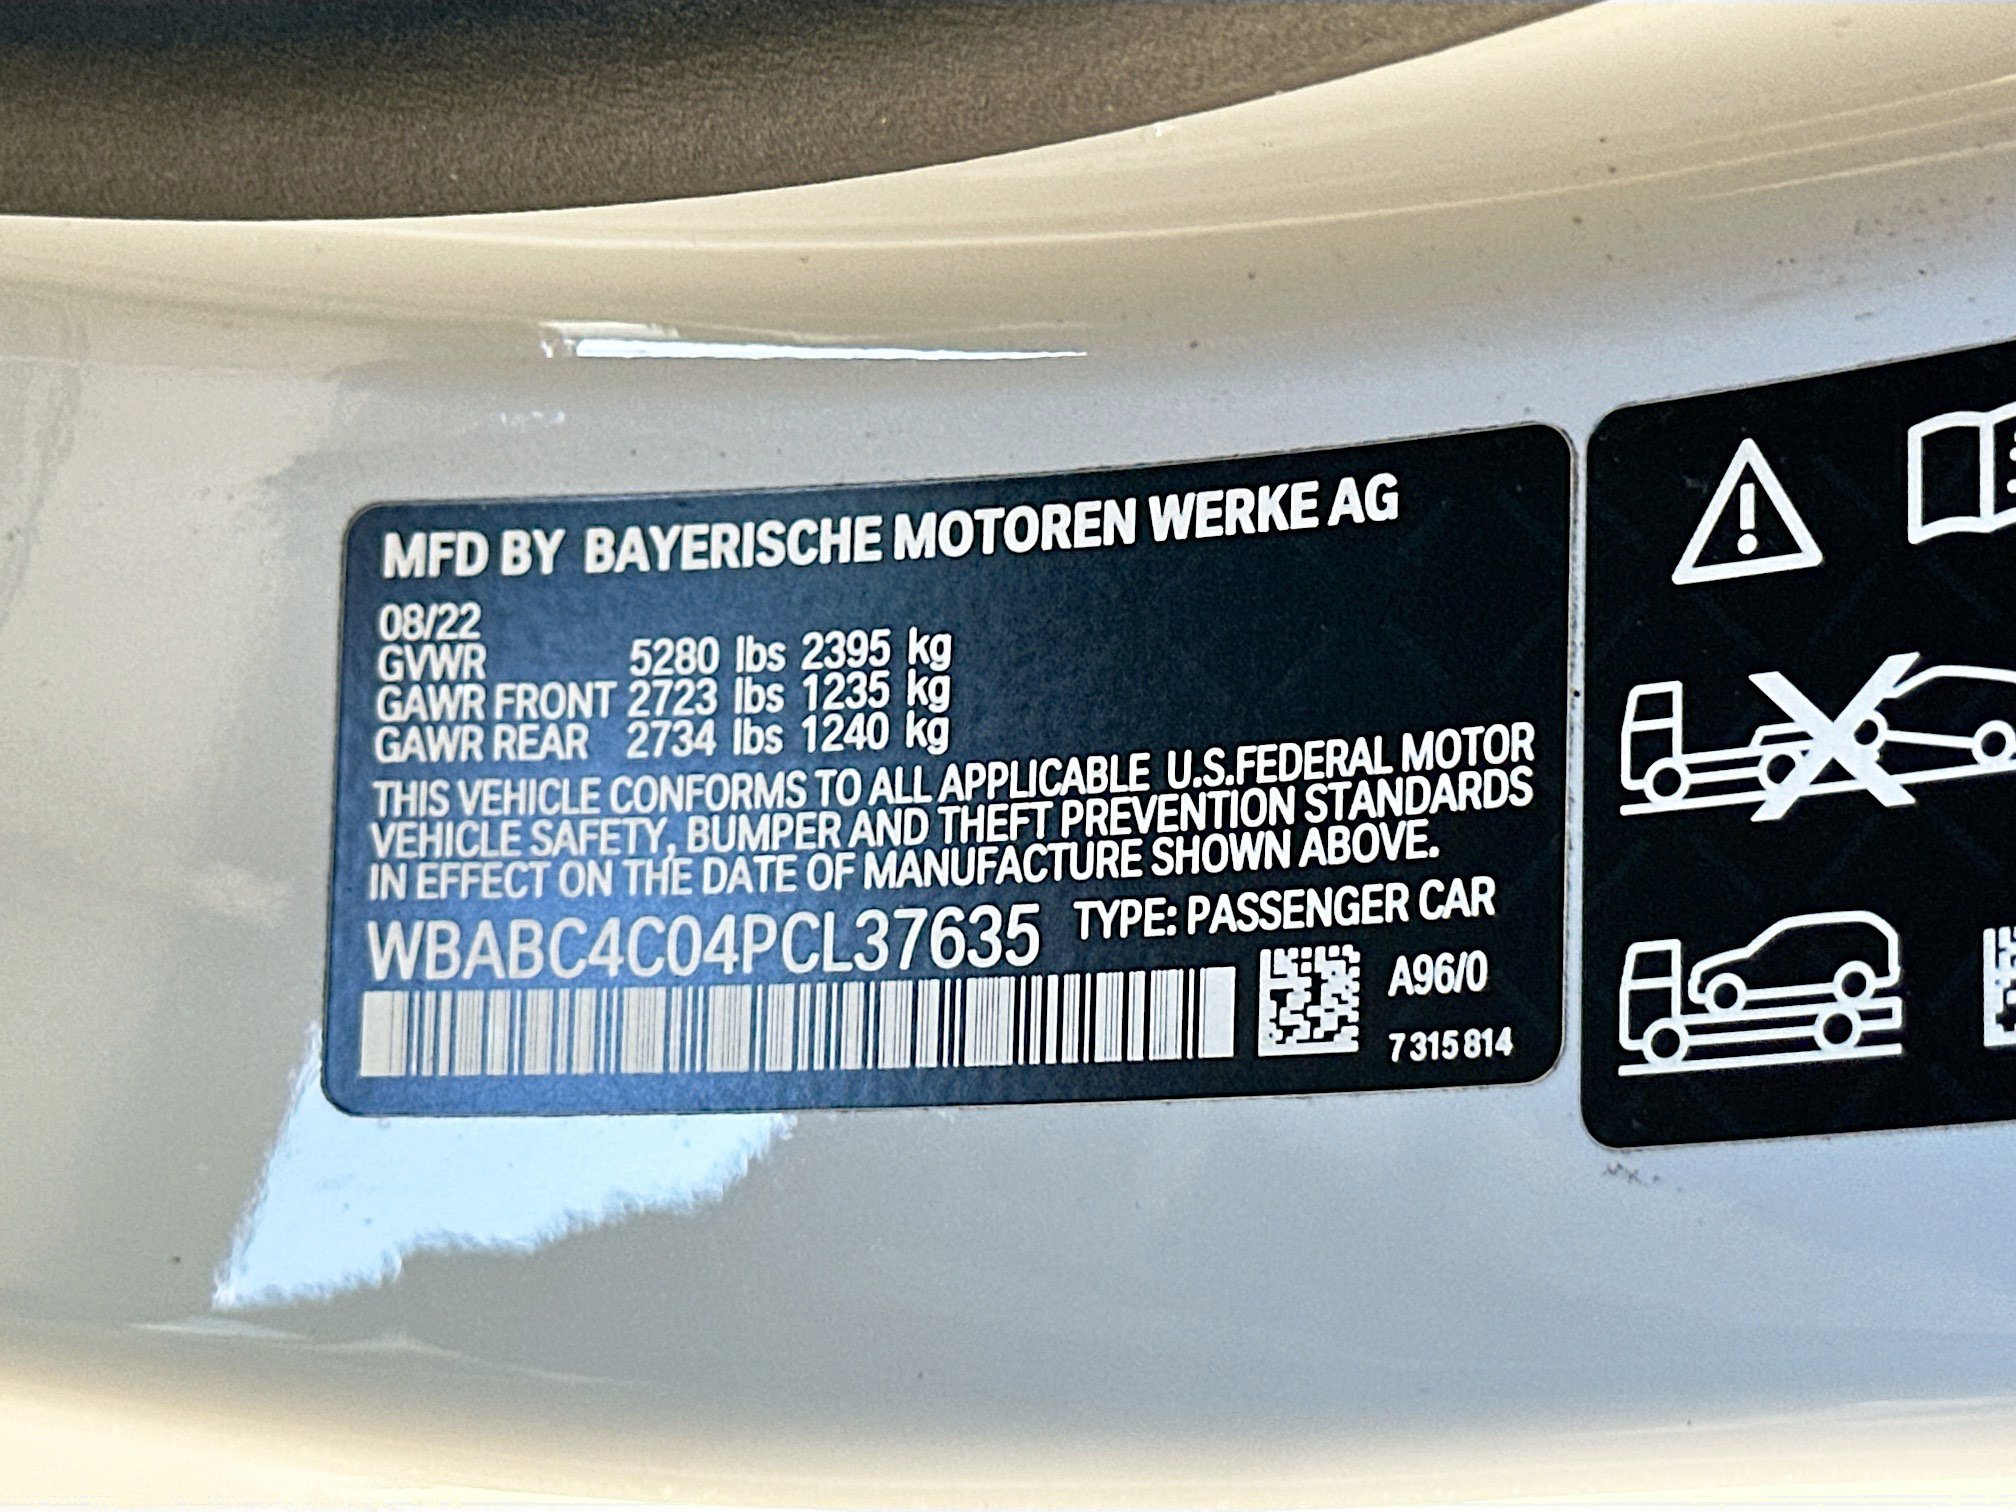 MFD BY BAYERISCHE MOTOREN WERKE AG
08/22
GVWR 5280 lbs 2395 kg
GAWR FRONT 2723 lbs 1235 kg
GAWR REAR 2734 lbs 1240 kg
THIS VEHICLE CONFORMS TO ALL APPLICABLE U.S.FEDERAL MOTOR
VEHICLE SAFETY, BUMPER AND THEFT PREVENTION STANDARDS
IN EFFECT ON THE DATE OF MANUFACTURE SHOWN ABOVE.
WBABC4C04PCL37635 TYPE: PASSENGER CAR
A96/0
7315814